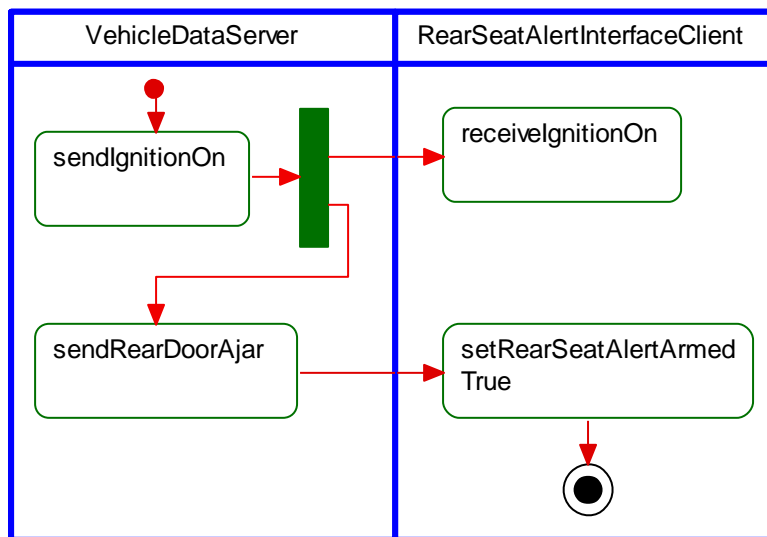 VehicleDataServer
RearSeatAlertInterfaceClient
sendIgnitionOn
receiveIgnitionOn
sendRearDoorAjar
setRearSeatAlertArmed
True